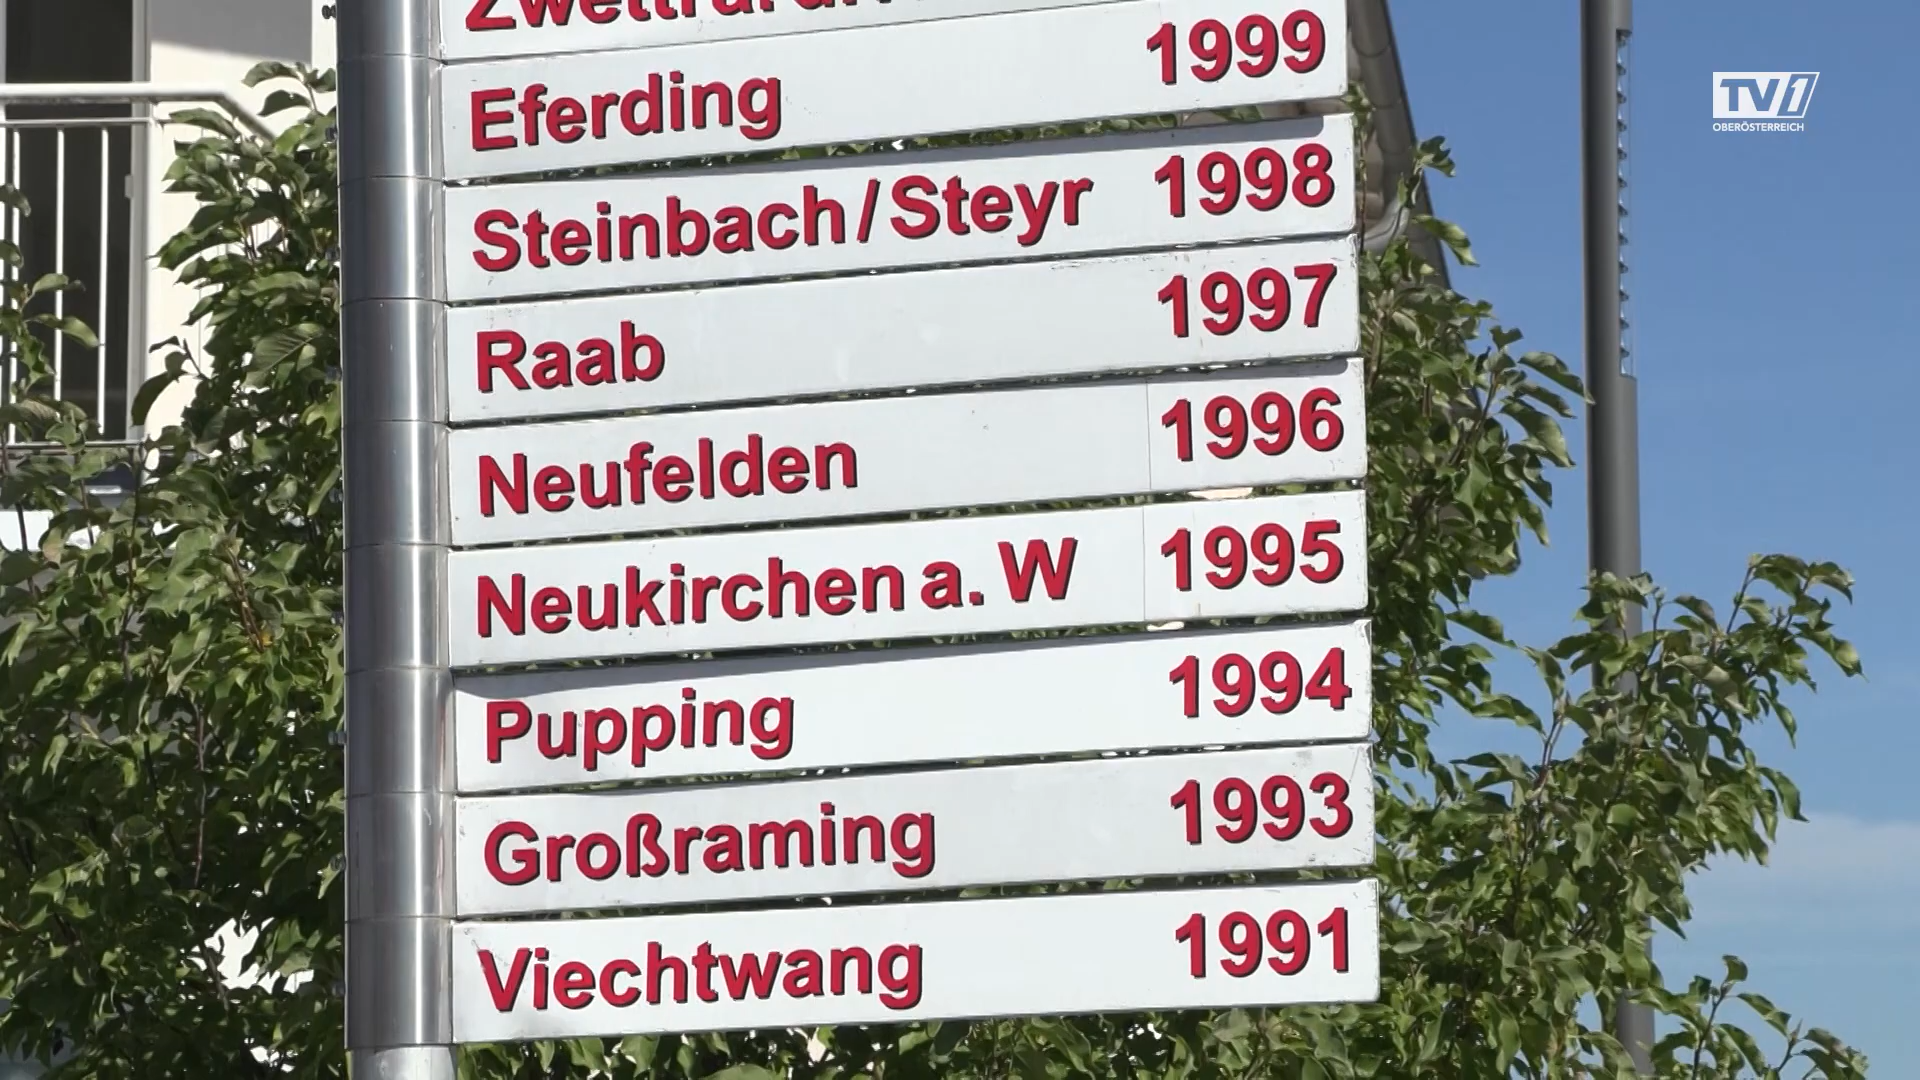 Eferding 1999
Steinbach/Steyr 1998
Raab 1997
Neufelden 1996
Neukirchen a. W 1995
Pupping 1994
Großraming 1993
Viechtwang 1991
TV1
OBERÖSTERREICH